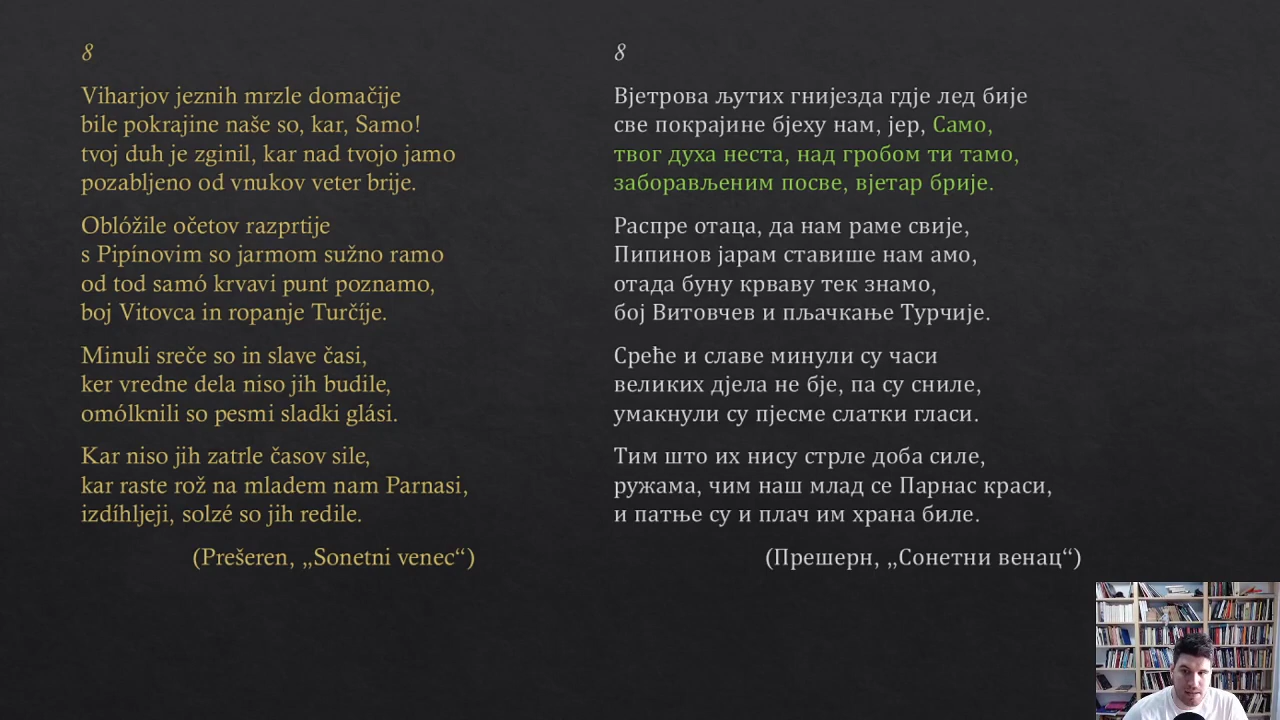 8
Viharjov jeznih mrzle domačije
bile pokrajine naše so, kar, Samo!
tvoj duh je zginil, kar nad tvojo jamo
pozabljeno od vnukov veter brije.
Oblóžile očetov razprtije
s Pipínovim so jarmom sužno ramo
od tod samó krvavi punt poznamo,
boj Vitovca in ropanje Turčíje.
Minuli sreče so in slave časi,
ker vredne dela niso jih budile,
omólknili so pesmi sladki glási.
Kar niso jih zatrle časov sile,
kar raste rož na mladem nam Parnasi,
izdíhljeji, solzé so jih redile.
(Prešeren, „Sonetni venec“)
8
Вјетрова љутих гнијезда гдје лед бије
све покрајине бјеху нам, јер, Само,
твог духа неста, над гробом ти тамо,
заборављеним посве, вјетар брије.
Распре отаца, да нам раме свије,
Пипинов јарам ставише нам амо,
отада буну крваву тек знамо,
бој Витовчев и пљачкање Турчије.
Среће и славе минули су часи
великих дјела не бје, па су сниле,
умакнули су пјесме слатки гласи.
Тим што их нису стрле доба силе,
ружама, чим наш млад се Парнас краси,
и патње су и плач им храна биле.
(Прешерн, „Сонетни венац“)